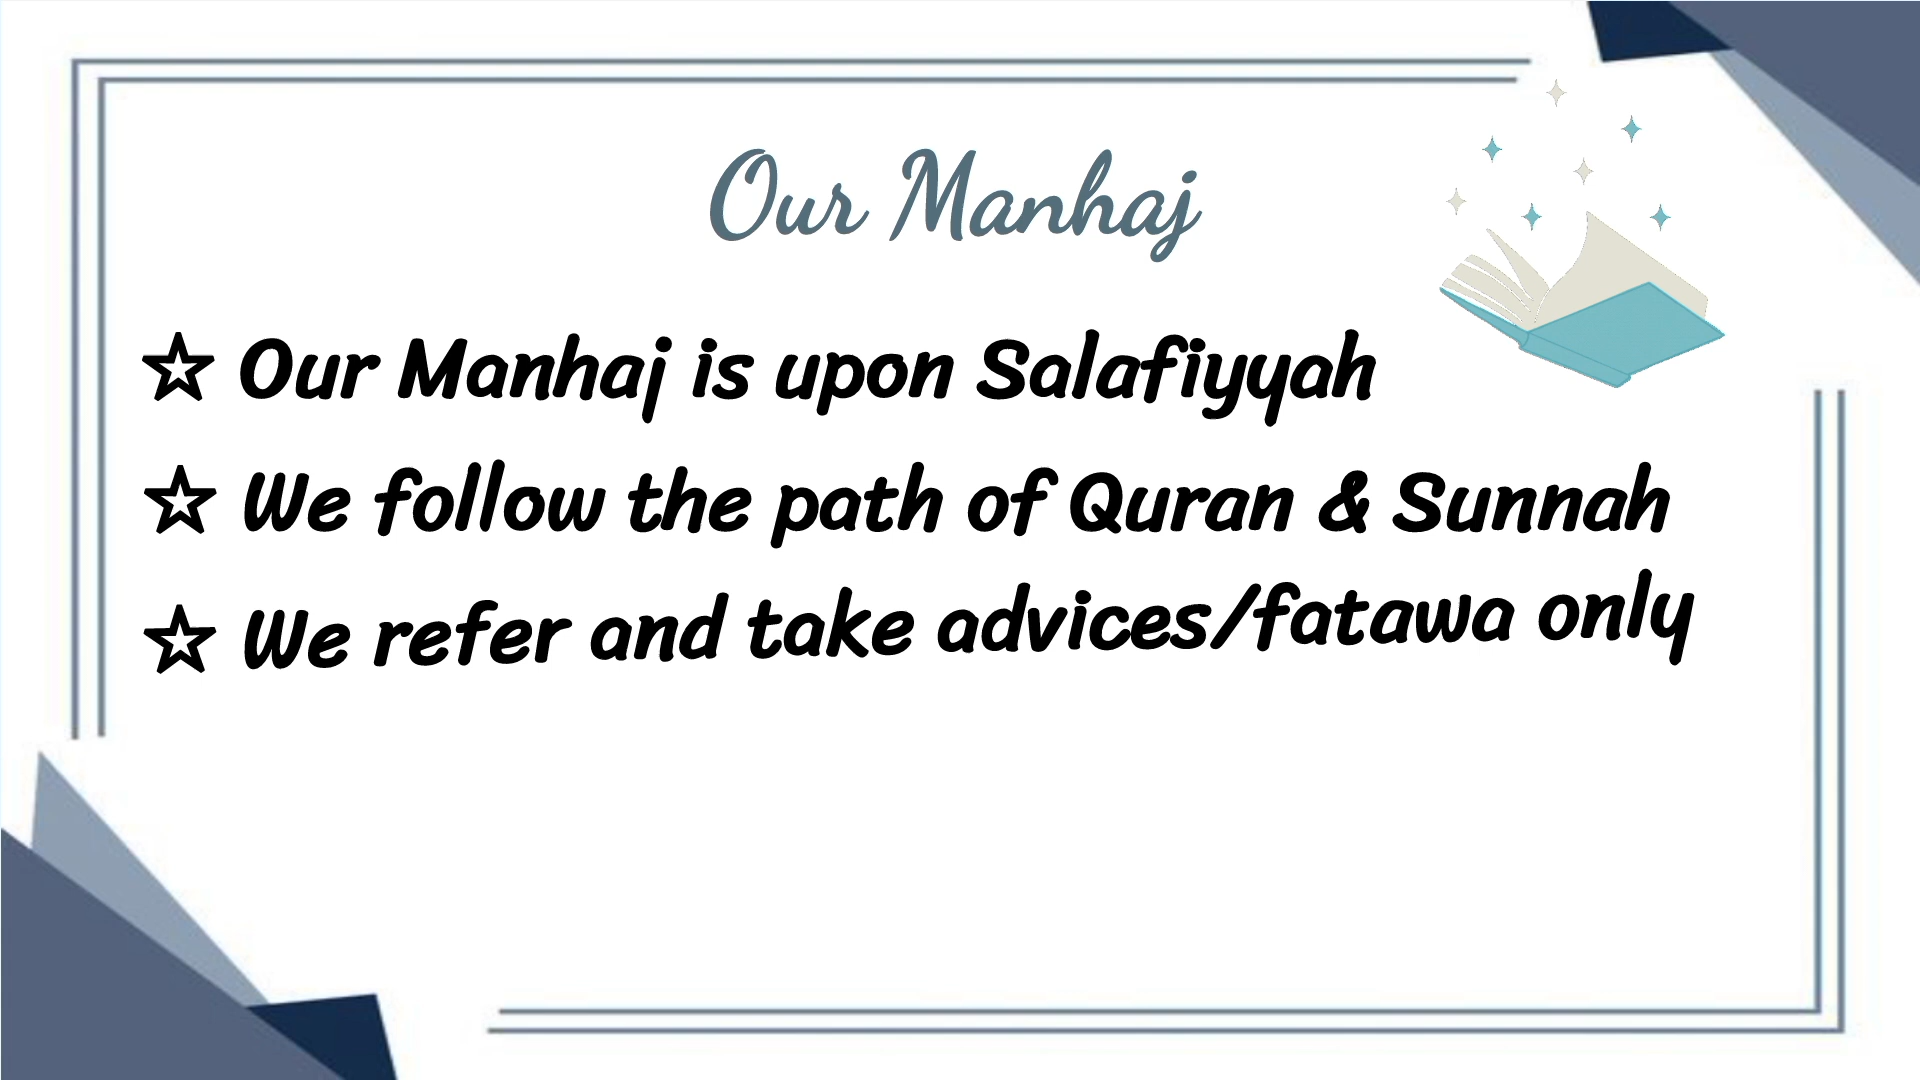 Our Manhaj
☆ Our Manhaj is upon Salafiyyah
☆ We follow the path of Quran & Sunnah
☆ We refer and take advices/fatawa only